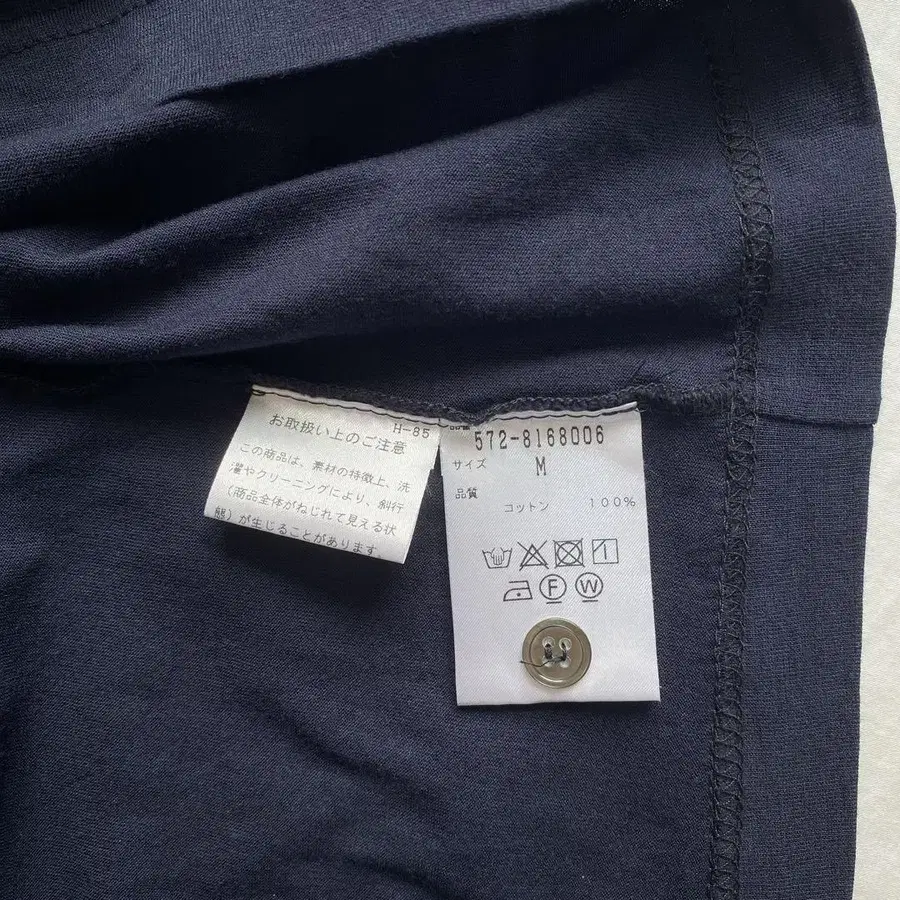 H-85
お取扱い上のご注意
この商品は、素材の特徴上、洗
濯やクリーニングにより、斜行
(商品全体がねじれて見える状
態)が生じることがあります。
572-8168006
サイズ M
品質
コットン 100%
F W